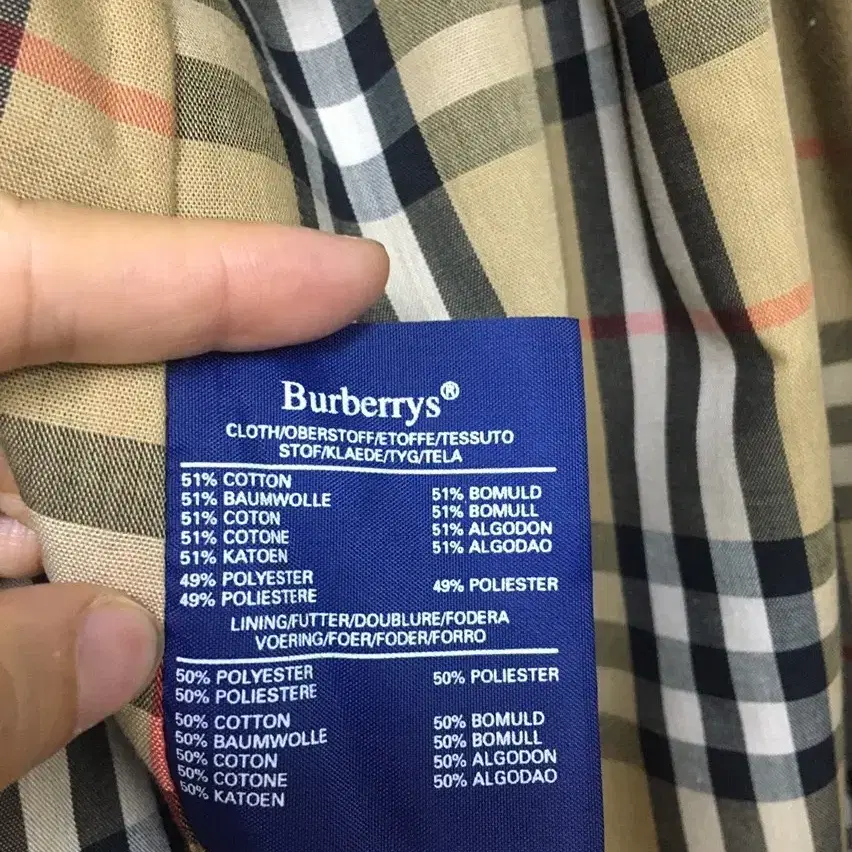 Burberrys®
CLOTH/OBERSTOFF/ETOFFE/TESSUTO
STOF/KLAEDE/TYG/TELA
51% COTTON
51% BAUMWOLLE 51% BOMULD
51% COTON 51% BOMULL
51% COTONE 51% ALGODON
51% KATOEN 51% ALGODAO
49% POLYESTER 49% POLIESTER
49% POLIESTERE
LINING/FUTTER/DOUBLURE/FODERA
VOERING/FOER/FODER/FORRO
50% POLYESTER 50% POLIESTER
50% POLIESTERE
50% COTTON 50% BOMULD
50% BAUMWOLLE 50% BOMULL
50% COTON 50% ALGODON
50% COTONE 50% ALGODAO
50% KATOEN